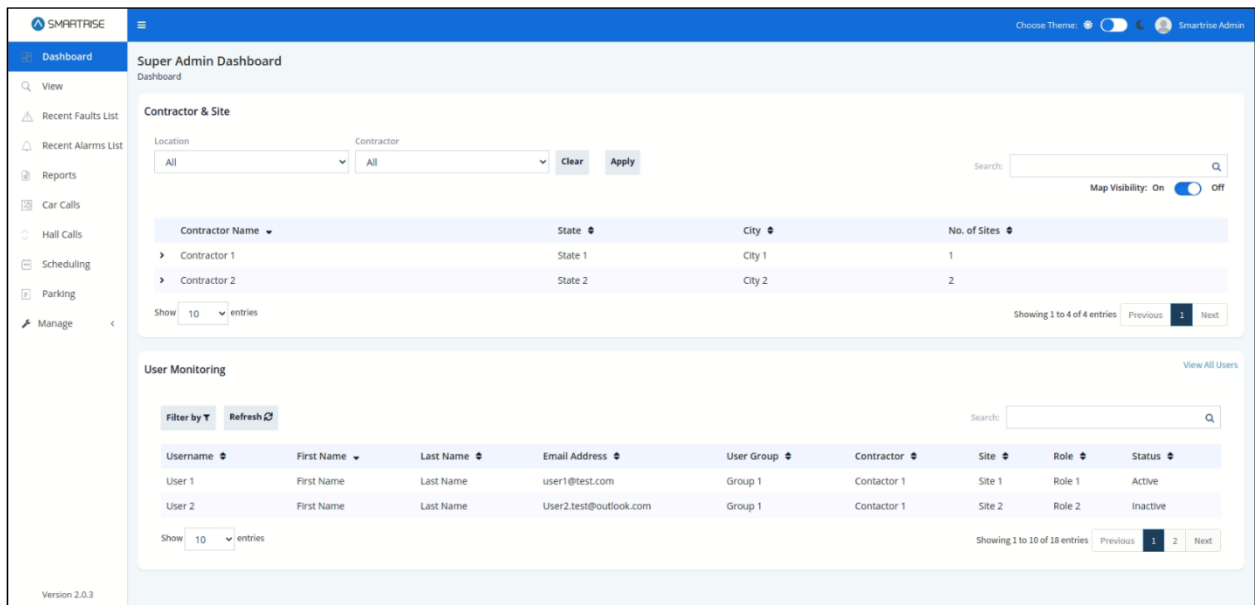 SMARTRISE
Choose Theme:
Smartrise Admin
Dashboard
View
Recent Faults List
Recent Alarms List
Reports
Car Calls
Hall Calls
Scheduling
Parking
Manage
Version 2.0.3
Super Admin Dashboard
Dashboard
Contractor & Site
Location Contractor
All All Clear Apply
Search:
Map Visibility: On Off
Contractor Name State City No. of Sites
Contractor 1 State 1 City 1 1
Contractor 2 State 2 City 2 2
Show 10 entries Showing 1 to 4 of 4 entries Previous 1 Next
User Monitoring View All Users
Filter by Refresh Search:
Username First Name Last Name Email Address User Group Contractor Site Role Status
User 1 First Name Last Name user1@test.com Group 1 Contactor 1 Site 1 Role 1 Active
User 2 First Name Last Name User2.test@outlook.com Group 1 Contactor 1 Site 2 Role 2 Inactive
Show 10 entries Showing 1 to 10 of 18 entries Previous 1 2 Next